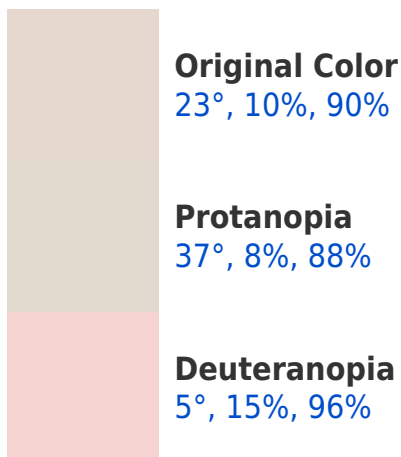 Original Color
23°, 10%, 90%
Protanopia
37°, 8%, 88%
Deuteranopia
5°, 15%, 96%